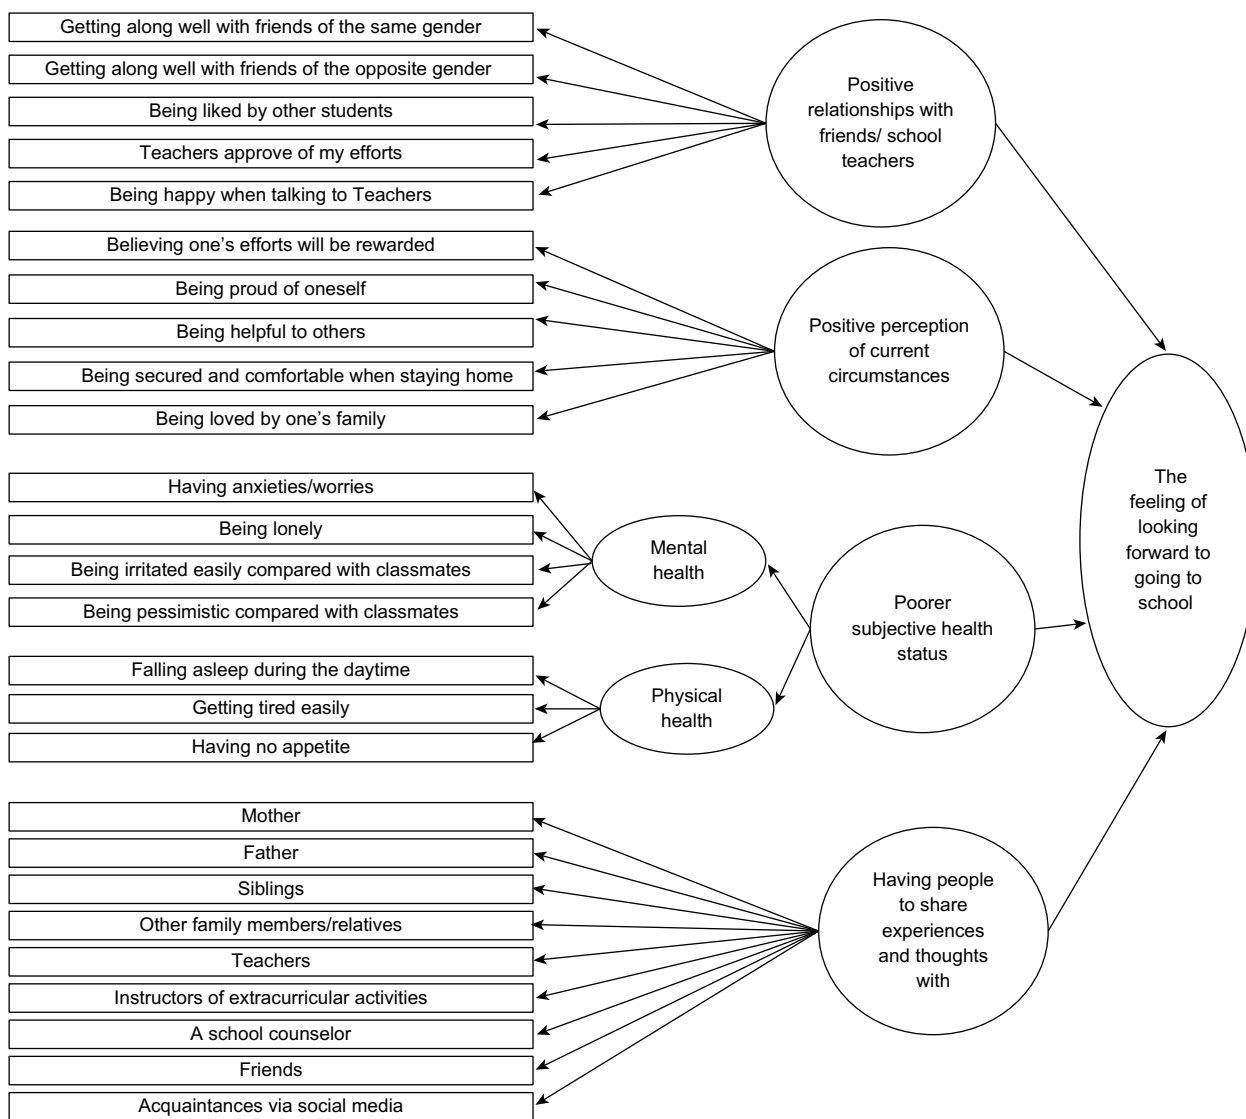 Getting along well with friends of the same gender
Getting along well with friends of the opposite gender
Being liked by other students
Teachers approve of my efforts
Being happy when talking to Teachers
Positive
relationships with
friends/ school
teachers
Believing one’s efforts will be rewarded
Being proud of oneself
Being helpful to others
Being secured and comfortable when staying home
Being loved by one’s family
Positive perception
of current
circumstances
Having anxieties/worries
Being lonely
Being irritated easily compared with classmates
Being pessimistic compared with classmates
Mental
health
Falling asleep during the daytime
Getting tired easily
Having no appetite
Physical
health
Poorer
subjective health
status
Mother
Father
Siblings
Other family members/relatives
Teachers
Instructors of extracurricular activities
A school counselor
Friends
Acquaintances via social media
Having people
to share
experiences
and thoughts
with
The
feeling of
looking
forward to
going to
school